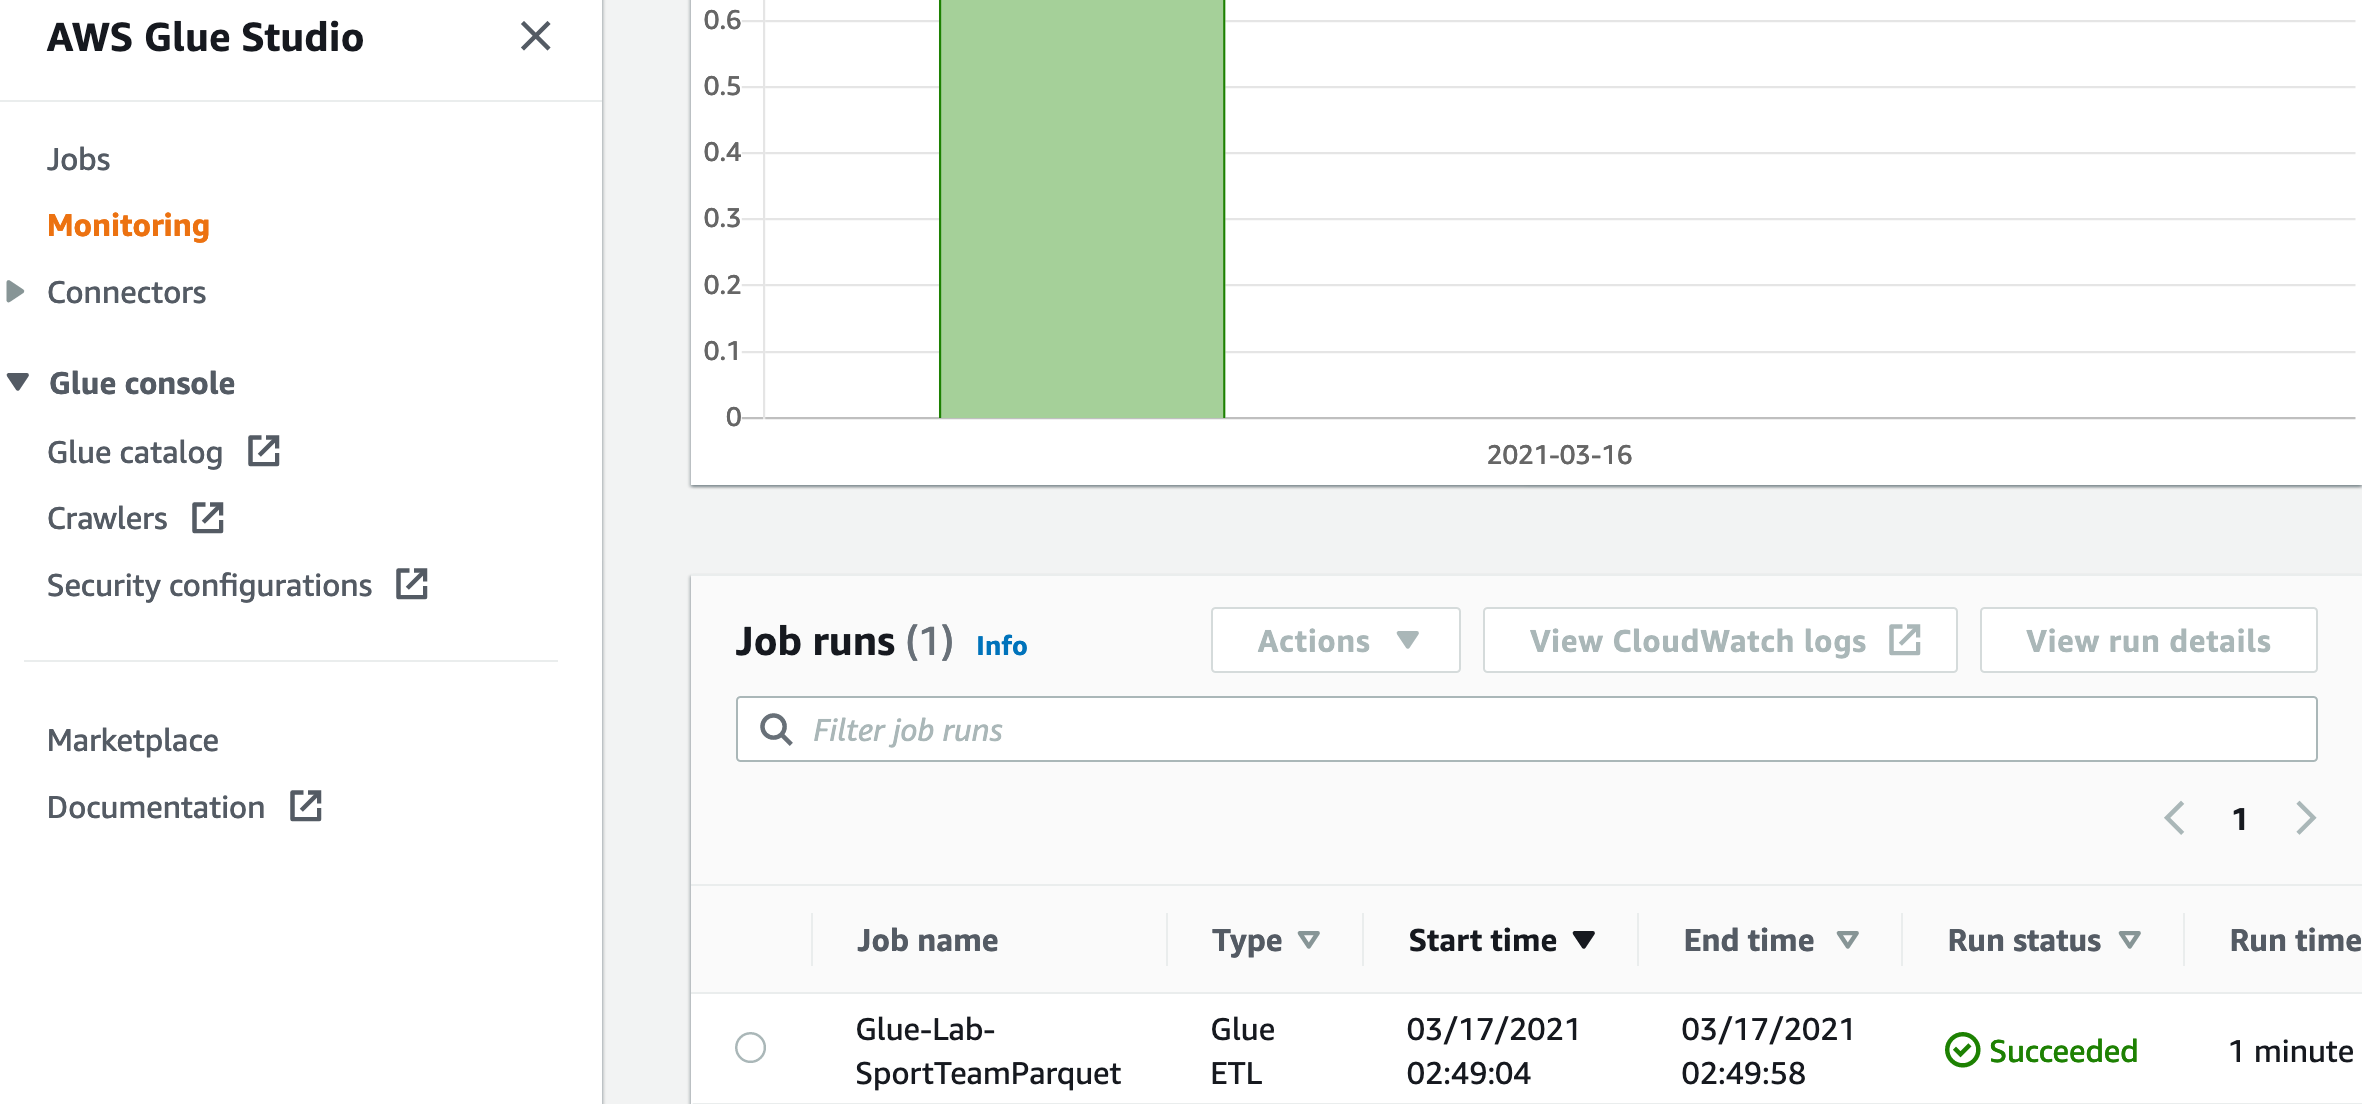 AWS Glue Studio
Jobs
Monitoring
Connectors
Glue console
Glue catalog
Crawlers
Security configurations
Marketplace
Documentation
0.6
0.5
0.4
0.3
0.2
0.1
0
2021-03-16
Job runs (1) Info
Actions
View CloudWatch logs
View run details
Filter job runs
1
Job name Type Start time End time Run status Run time
Glue-Lab- Glue 03/17/2021 03/17/2021
SportTeamParquet ETL 02:49:04 02:49:58 Succeeded 1 minute